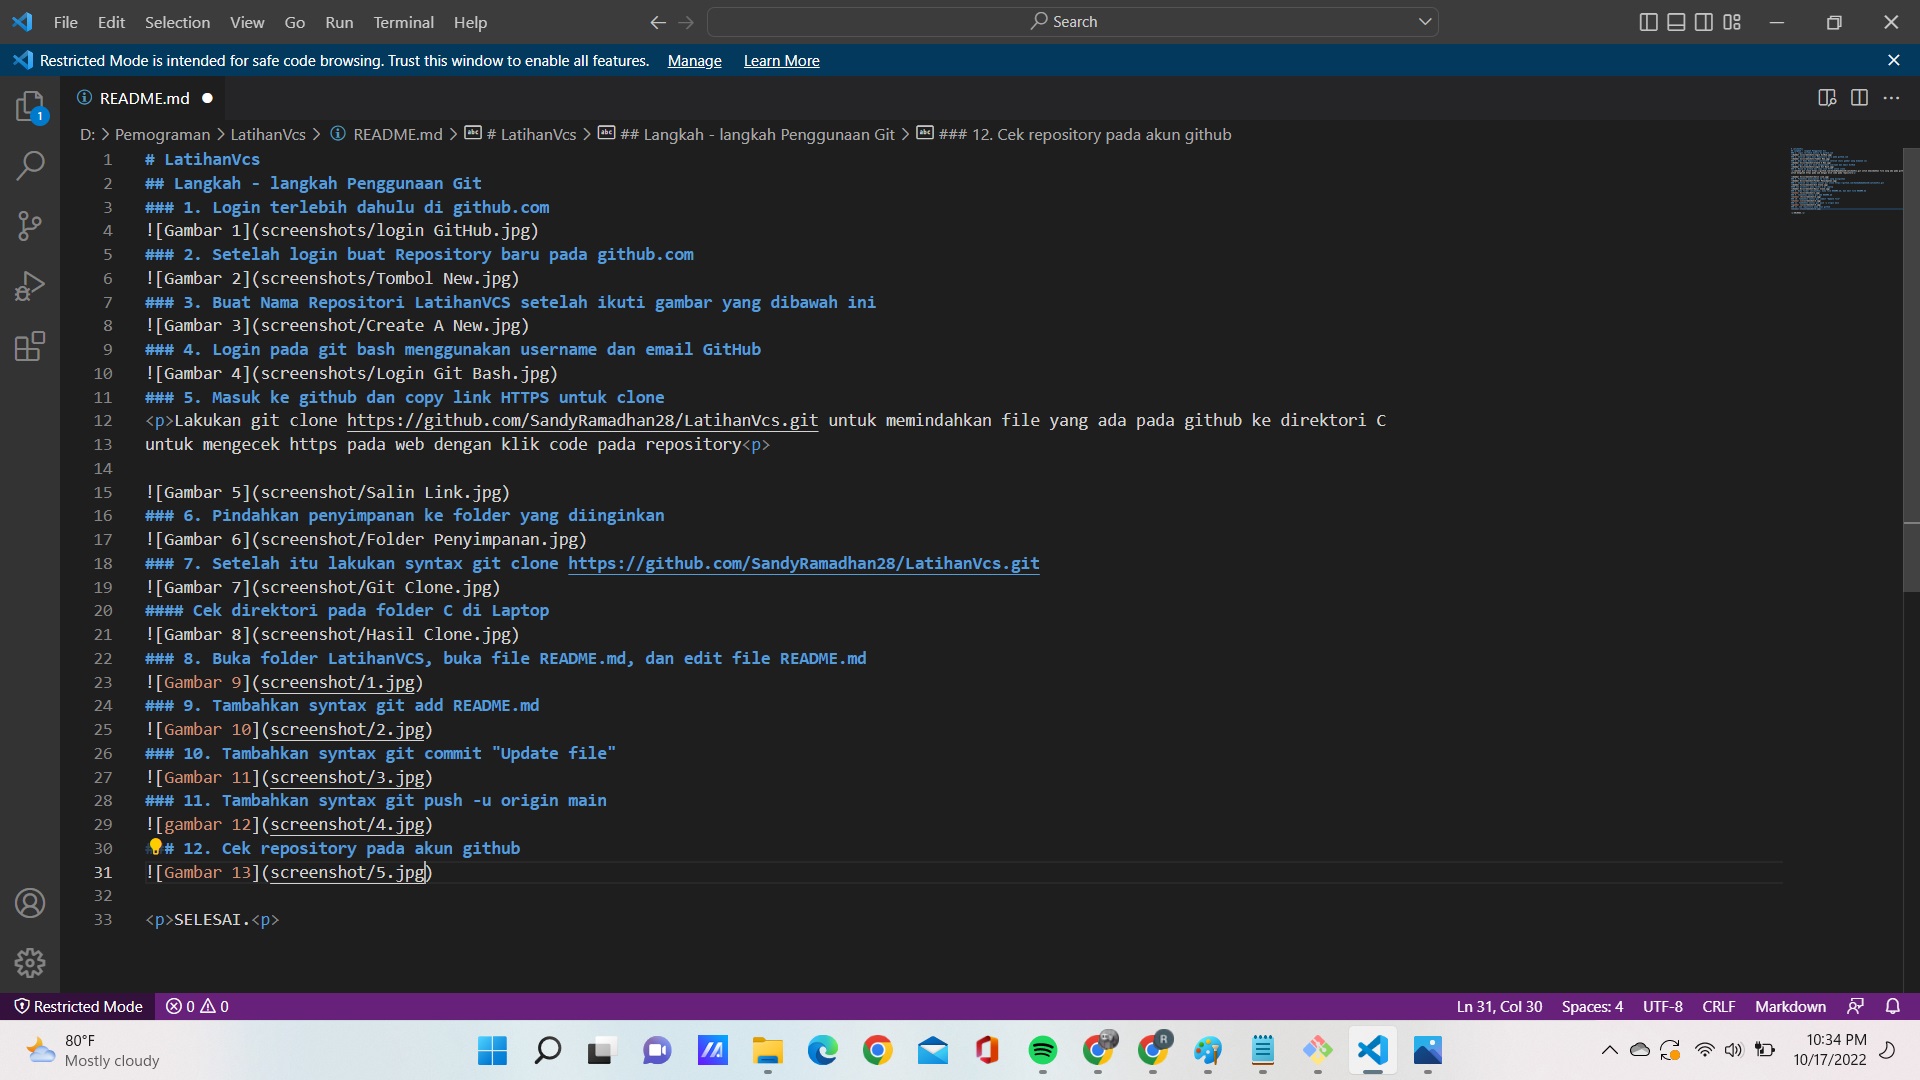 File Edit Selection View Go Run Terminal Help Search
Restricted Mode is intended for safe code browsing. Trust this window to enable all features. Manage Learn More
README.md
1
D: > Pemograman > LatihanVcs > README.md > # LatihanVcs > ## Langkah - langkah Penggunaan Git > ### 12. Cek repository pada akun github
1 # LatihanVcs
2 ## Langkah - langkah Penggunaan Git
3 ### 1. Login terlebih dahulu di github.com
4 ![Gambar 1](screenshots/login GitHub.jpg)
5 ### 2. Setelah login buat Repository baru pada github.com
6 ![Gambar 2](screenshots/Tombol New.jpg)
7 ### 3. Buat Nama Repositori LatihanVCS setelah ikuti gambar yang dibawah ini
8 ![Gambar 3](screenshot/Create A New.jpg)
9 ### 4. Login pada git bash menggunakan username dan email GitHub
10 ![Gambar 4](screenshots/Login Git Bash.jpg)
11 ### 5. Masuk ke github dan copy link HTTPS untuk clone
12 <p>Lakukan git clone https://github.com/SandyRamadhan28/LatihanVcs.git untuk memindahkan file yang ada pada github ke direktori C
13 untuk mengecek https pada web dengan klik code pada repository<p>
14
15 ![Gambar 5](screenshot/Salin Link.jpg)
16 ### 6. Pindahkan penyimpanan ke folder yang diinginkan
17 ![Gambar 6](screenshot/Folder Penyimpanan.jpg)
18 ### 7. Setelah itu lakukan syntax git clone https://github.com/SandyRamadhan28/LatihanVcs.git
19 ![Gambar 7](screenshot/Git Clone.jpg)
20 #### Cek direktori pada folder C di Laptop
21 ![Gambar 8](screenshot/Hasil Clone.jpg)
22 ### 8. Buka folder LatihanVCS, buka file README.md, dan edit file README.md
23 ![Gambar 9](screenshot/1.jpg)
24 ### 9. Tambahkan syntax git add README.md
25 ![Gambar 10](screenshot/2.jpg)
26 ### 10. Tambahkan syntax git commit "Update file"
27 ![Gambar 11](screenshot/3.jpg)
28 ### 11. Tambahkan syntax git push -u origin main
29 ![gambar 12](screenshot/4.jpg)
30 ### 12. Cek repository pada akun github
31 ![Gambar 13](screenshot/5.jpg)
32
33 <p>SELESAI.<p>
Restricted Mode 0 0 Ln 31, Col 30 Spaces: 4 UTF-8 CRLF Markdown
80°F
Mostly cloudy
R
10:34 PM
10/17/2022